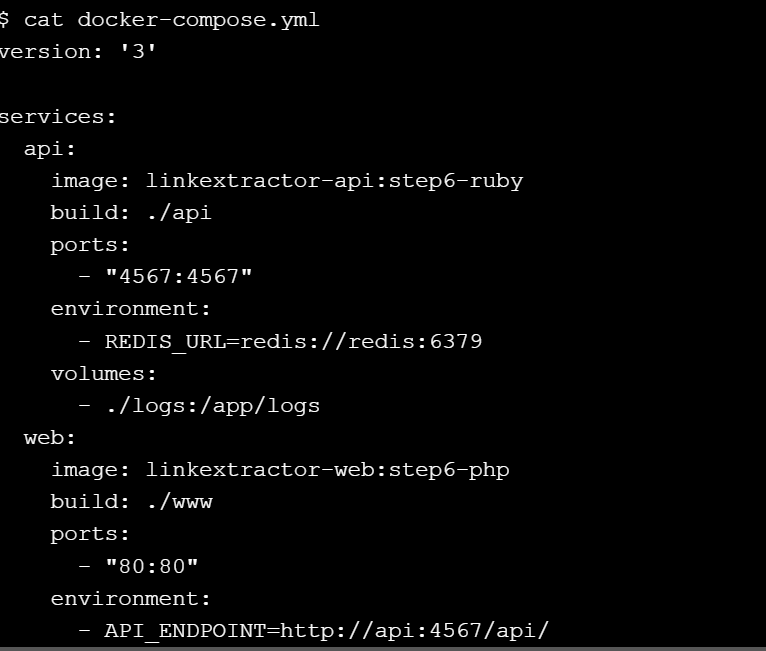 $ cat docker-compose.yml
version: '3'

services:
  api:
    image: linkextractor-api:step6-ruby
    build: ./api
    ports:
      - "4567:4567"
    environment:
      - REDIS_URL=redis://redis:6379
    volumes:
      - ./logs:/app/logs
  web:
    image: linkextractor-web:step6-php
    build: ./www
    ports:
      - "80:80"
    environment:
      - API_ENDPOINT=http://api:4567/api/